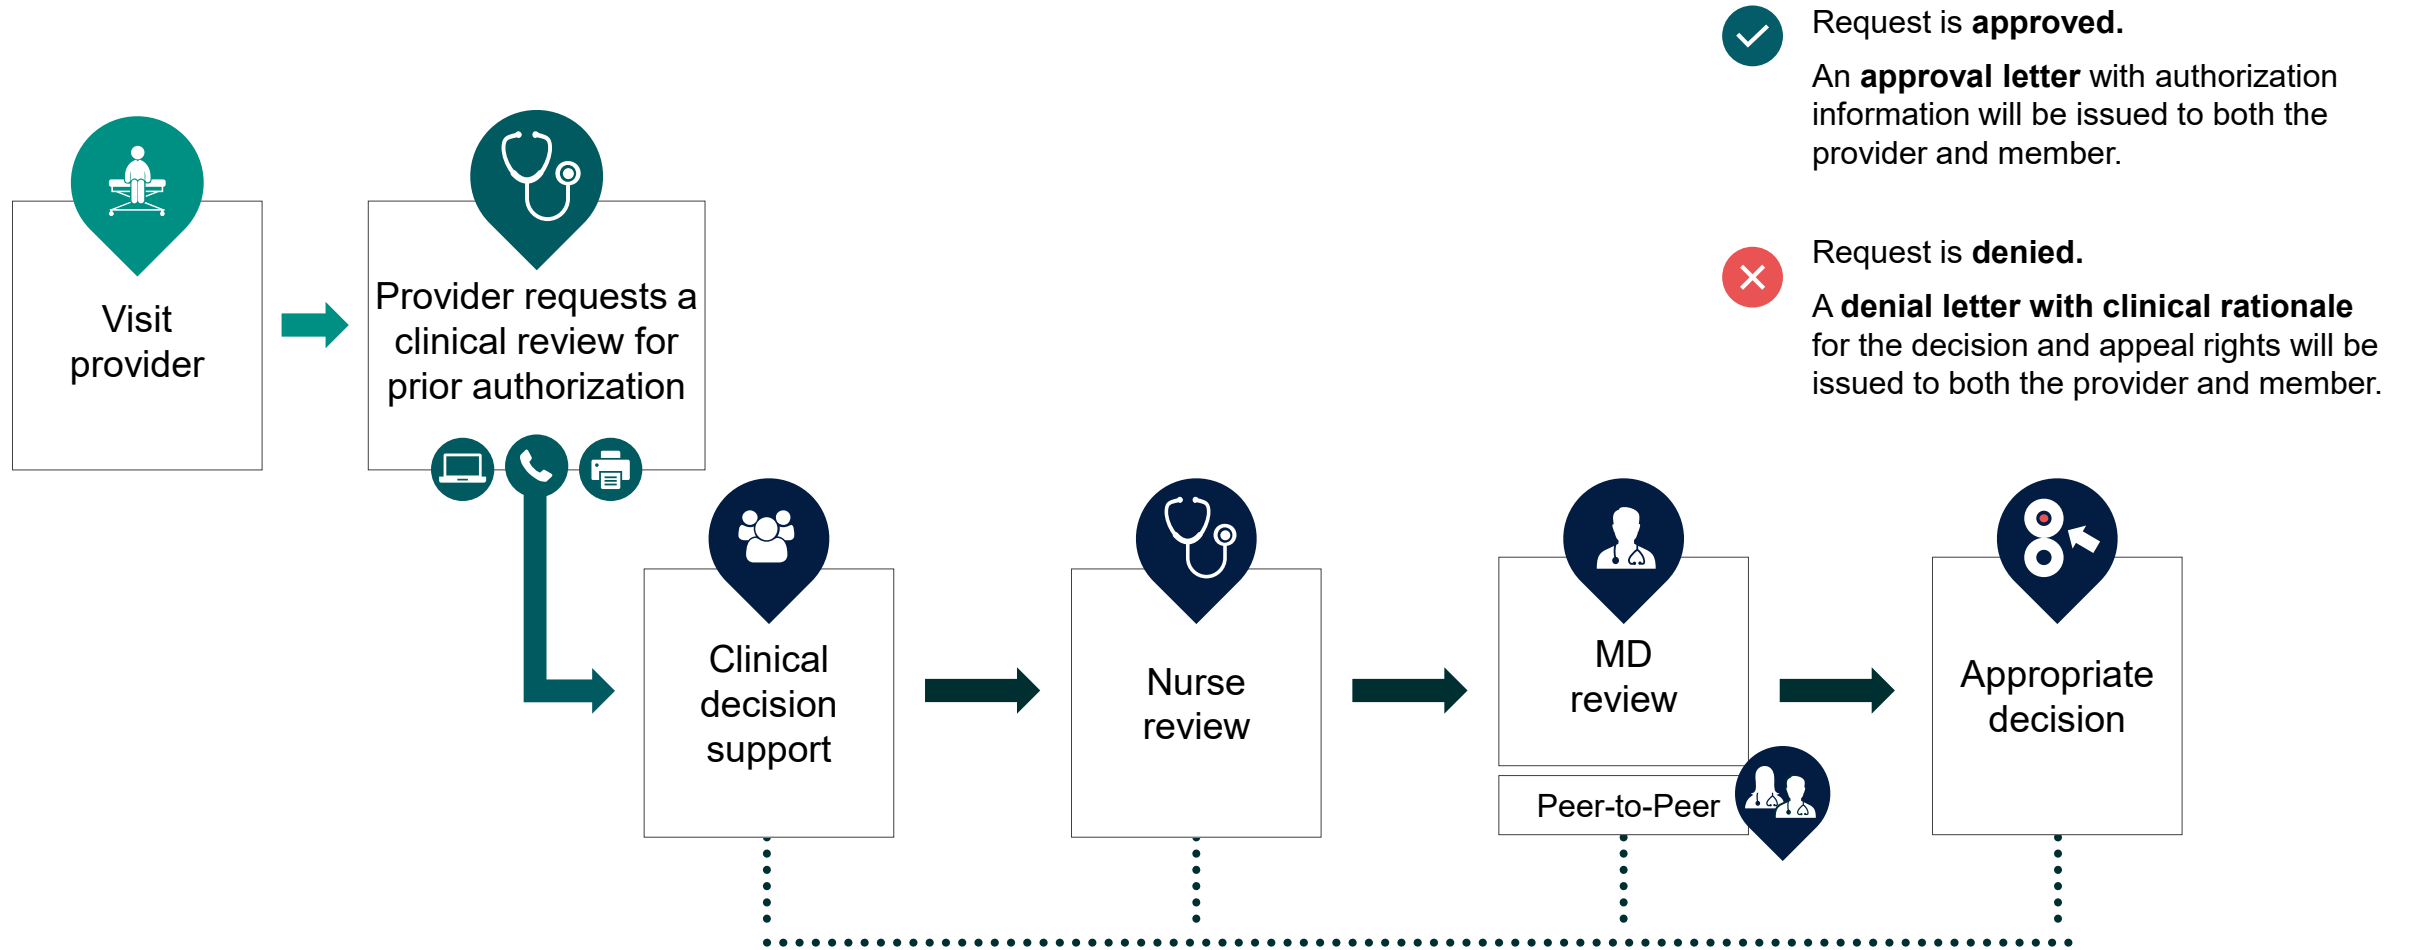 Request is approved.
An approval letter with authorization
information will be issued to both the
provider and member.
Request is denied.
A denial letter with clinical rationale
for the decision and appeal rights will be
issued to both the provider and member.
Visit
provider
Provider requests a
clinical review for
prior authorization
Clinical
decision
support
Nurse
review
MD
review
Peer-to-Peer
Appropriate
decision